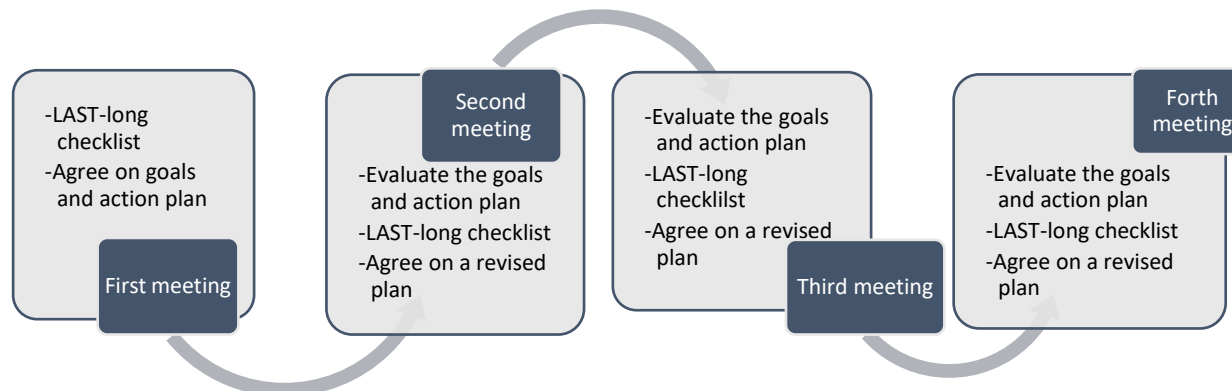 -LAST-long
checklist
-Agree on goals
and action plan
First meeting
Second
meeting
-Evaluate the goals
and action plan
-LAST-long checklist
-Agree on a revised
plan
-Evaluate the goals
and action plan
-LAST-long
checklilst
-Agree on a revised
plan
Third meeting
Forth
meeting
-Evaluate the goals
and action plan
-LAST-long checklist
-Agree on a revised
plan